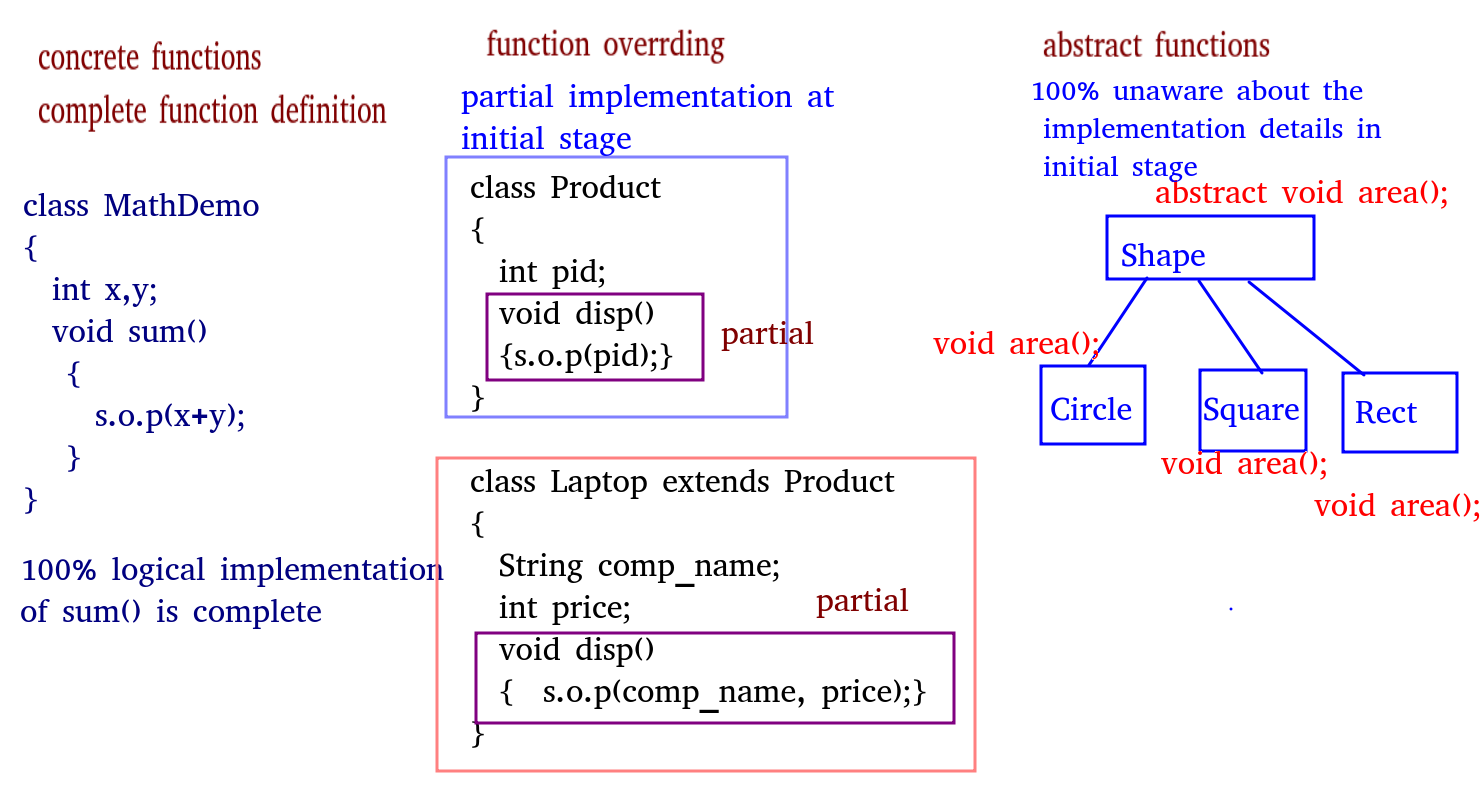 concrete functions
complete function definition
class MathDemo
{
int x,y;
void sum()
{
s.o.p(x+y);
}
}
100% logical implementation
of sum() is complete
function overrding
partial implementation at
initial stage
class Product
{
int pid;
void disp()
{s.o.p(pid);}
}
partial
class Laptop extends Product
{
String comp_name;
int price;
partial
void disp()
{ s.o.p(comp_name, price);}
}
abstract functions
100% unaware about the
implementation details in
initial stage
abstract void area();
Shape
void area();
Circle
Square
Rect
void area();
void area();